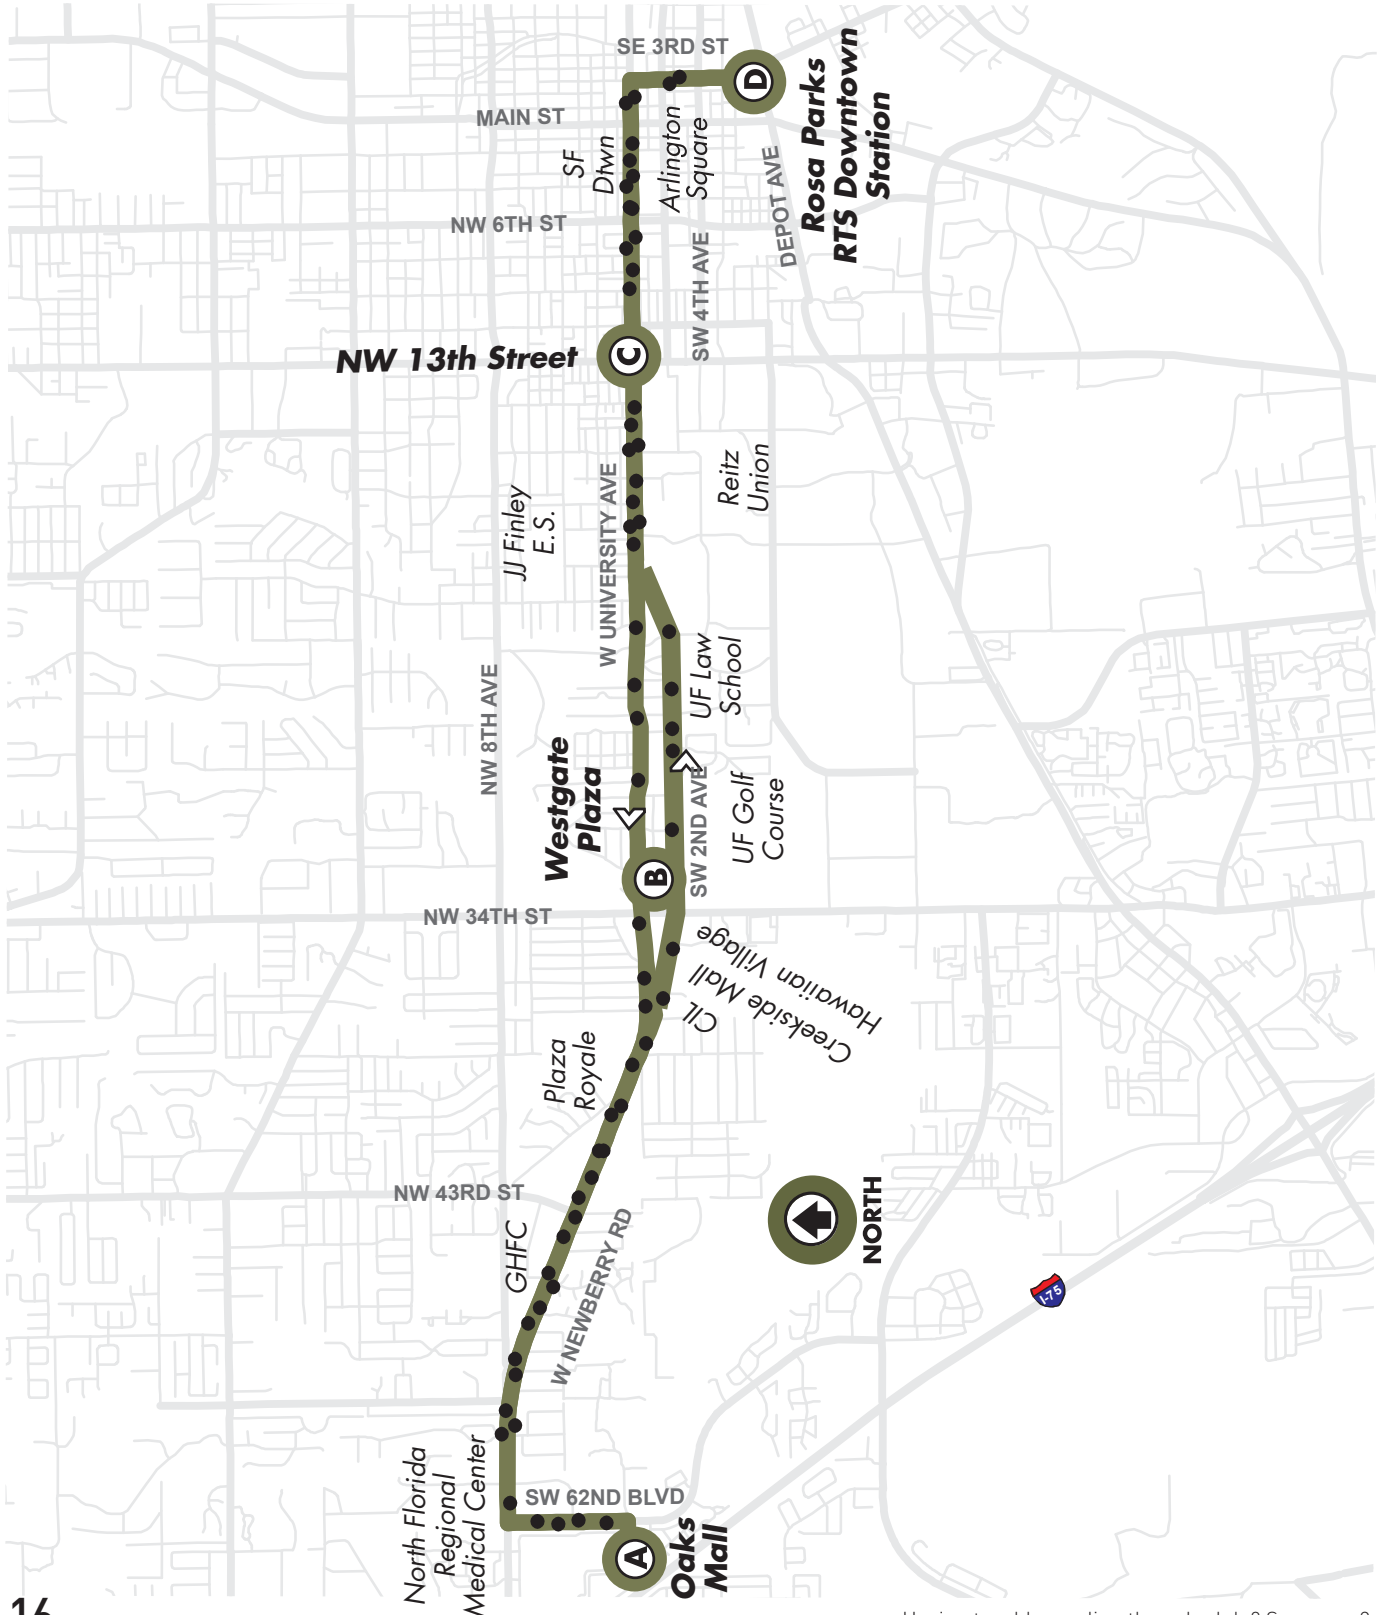 SE 3RD ST
D
Rosa Parks
RTS Downtown
Station
MAIN ST
SF
Dtwn
Arlington
Square
DEPOT AVE
NW 6TH ST
SW 4TH AVE
NW 13th Street
C
JJ Finley
E.S.
W UNIVERSITY AVE
Reitz
Union
NW 8TH AVE
UF Law
School
Westgate
Plaza
B
SW 2ND AVE
UF Golf
Course
NW 34TH ST
Hawaiian Village
Creekside Mall
CIL
Plaza
Royale
NW 43RD ST
GHFC
W NEWBERRY RD
NORTH
I-75
North Florida
Regional
Medical Center
SW 62ND BLVD
A
Oaks
Mall
16